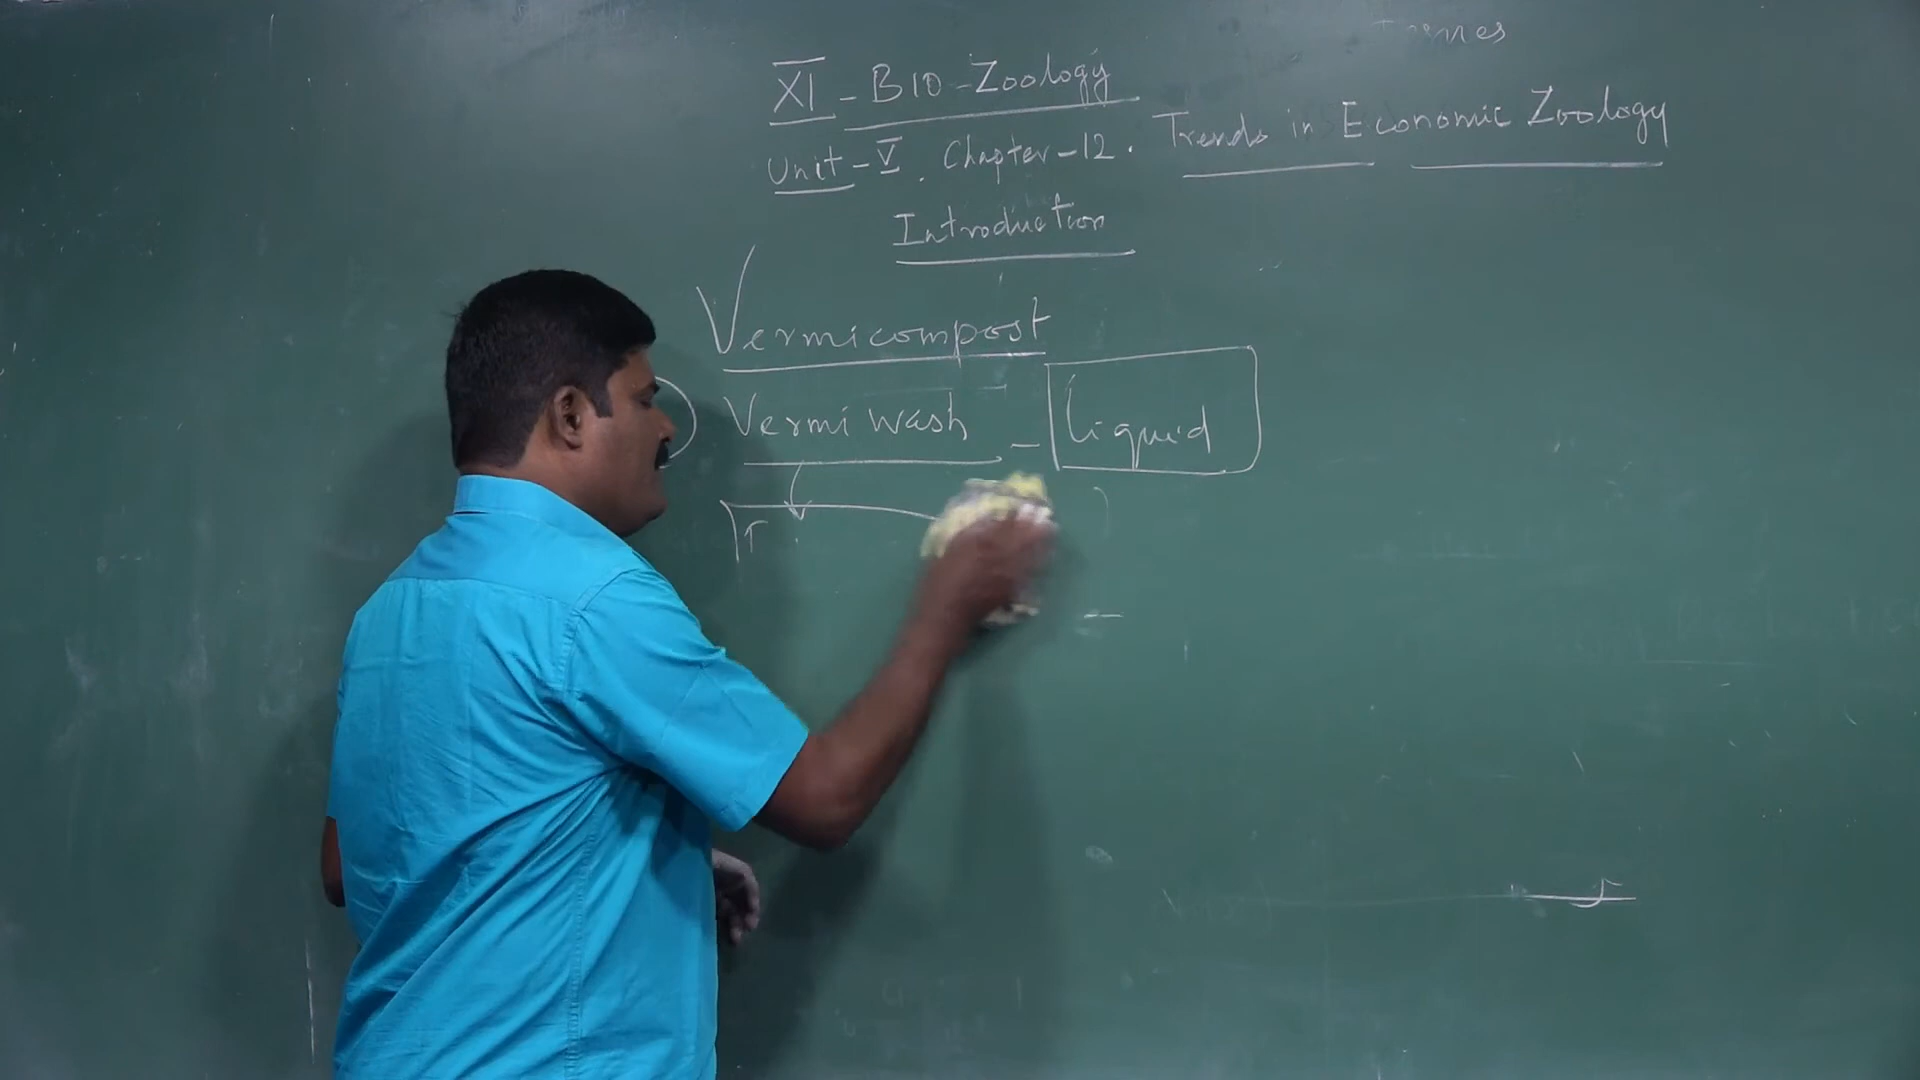 XI - BIO - Zoology
Unit - V . Chapter - 12 . Trends in Economic Zoology
Introduction
Vermicompost
Vermi wash - liquid